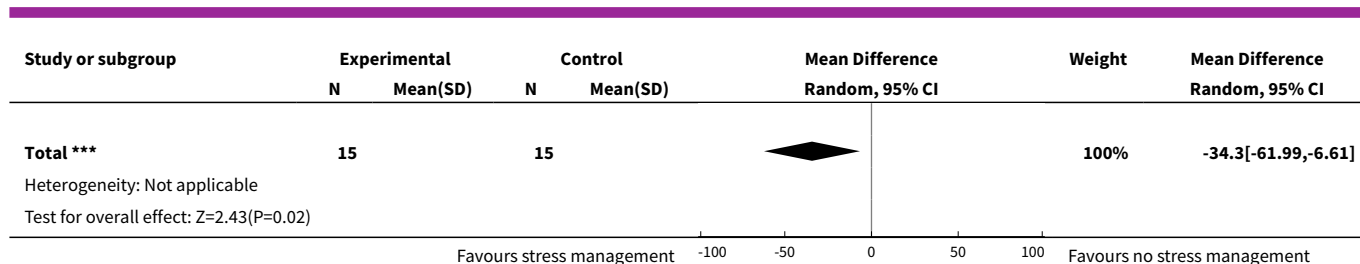 Study or subgroup Experimental Control Mean Difference Weight Mean Difference
N Mean(SD) N Mean(SD) Random, 95% CI Random, 95% CI
Total *** 15 15 100% -34.3[-61.99,-6.61]
Heterogeneity: Not applicable
Test for overall effect: Z=2.43(P=0.02)
Favours stress management -100 -50 0 50 100 Favours no stress management